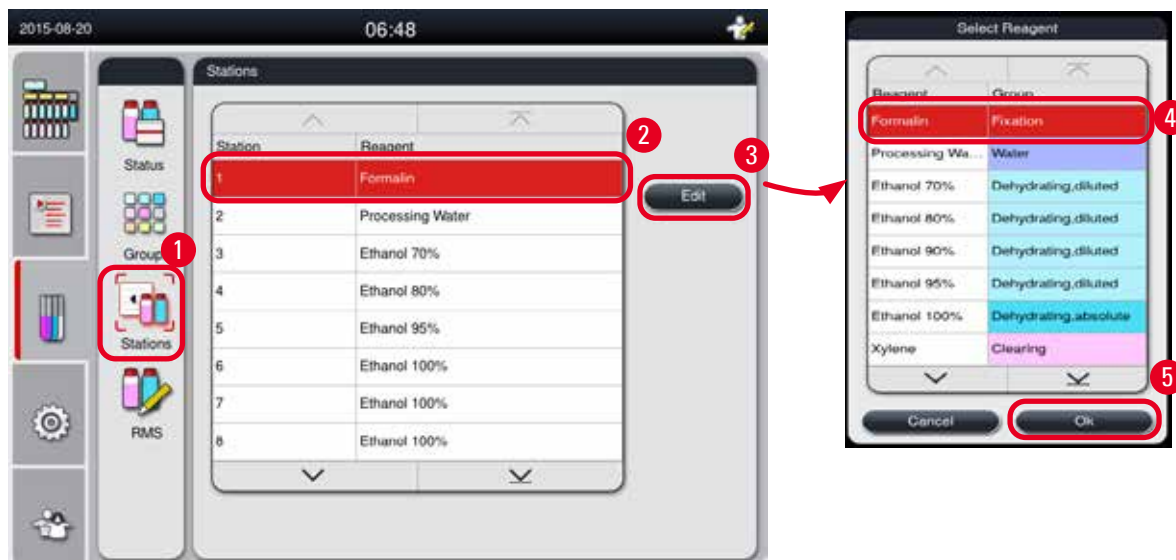 2015-08-20 06:48
Stations
Status
Group
Stations
RMS
Station Reagent
1 Formalin
2 Processing Water
3 Ethanol 70%
4 Ethanol 80%
5 Ethanol 95%
6 Ethanol 100%
7 Ethanol 100%
8 Ethanol 100%
Edit
1
2
3
Select Reagent
Reagent Group
Formalin Fixation
Processing Wa... Water
Ethanol 70% Dehydrating,diluted
Ethanol 80% Dehydrating,diluted
Ethanol 90% Dehydrating,diluted
Ethanol 95% Dehydrating,diluted
Ethanol 100% Dehydrating,absolute
Xylene Clearing
Cancel Ok
4
5